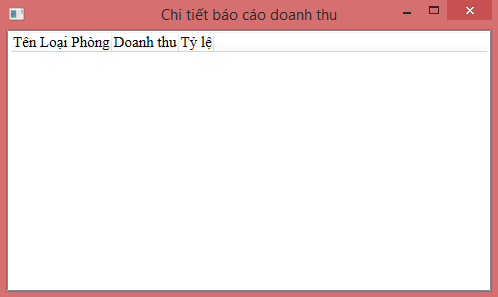 Chi tiết báo cáo doanh thu
Tên Loại Phòng Doanh thu Tỷ lệ